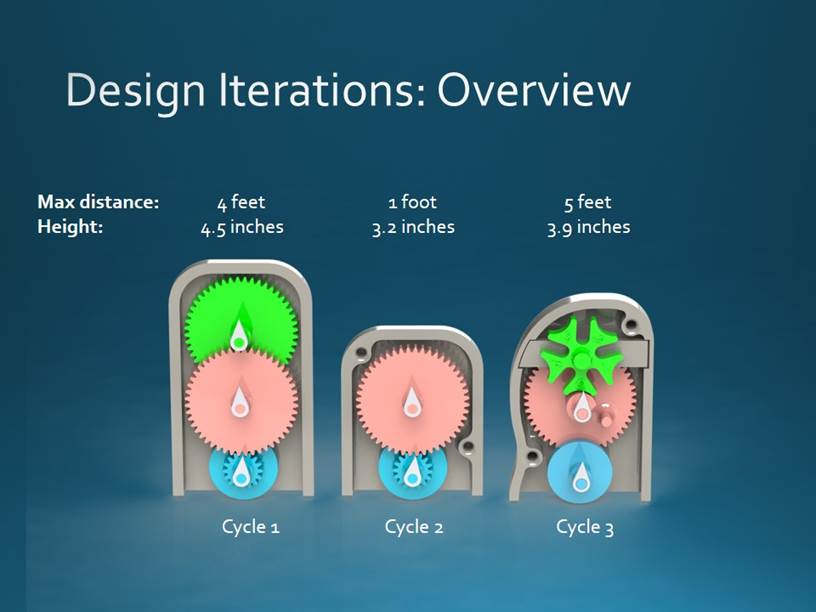 Design Iterations: Overview
Max distance: 4 feet 1 foot 5 feet
Height: 4.5 inches 3.2 inches 3.9 inches
Cycle 1 Cycle 2 Cycle 3